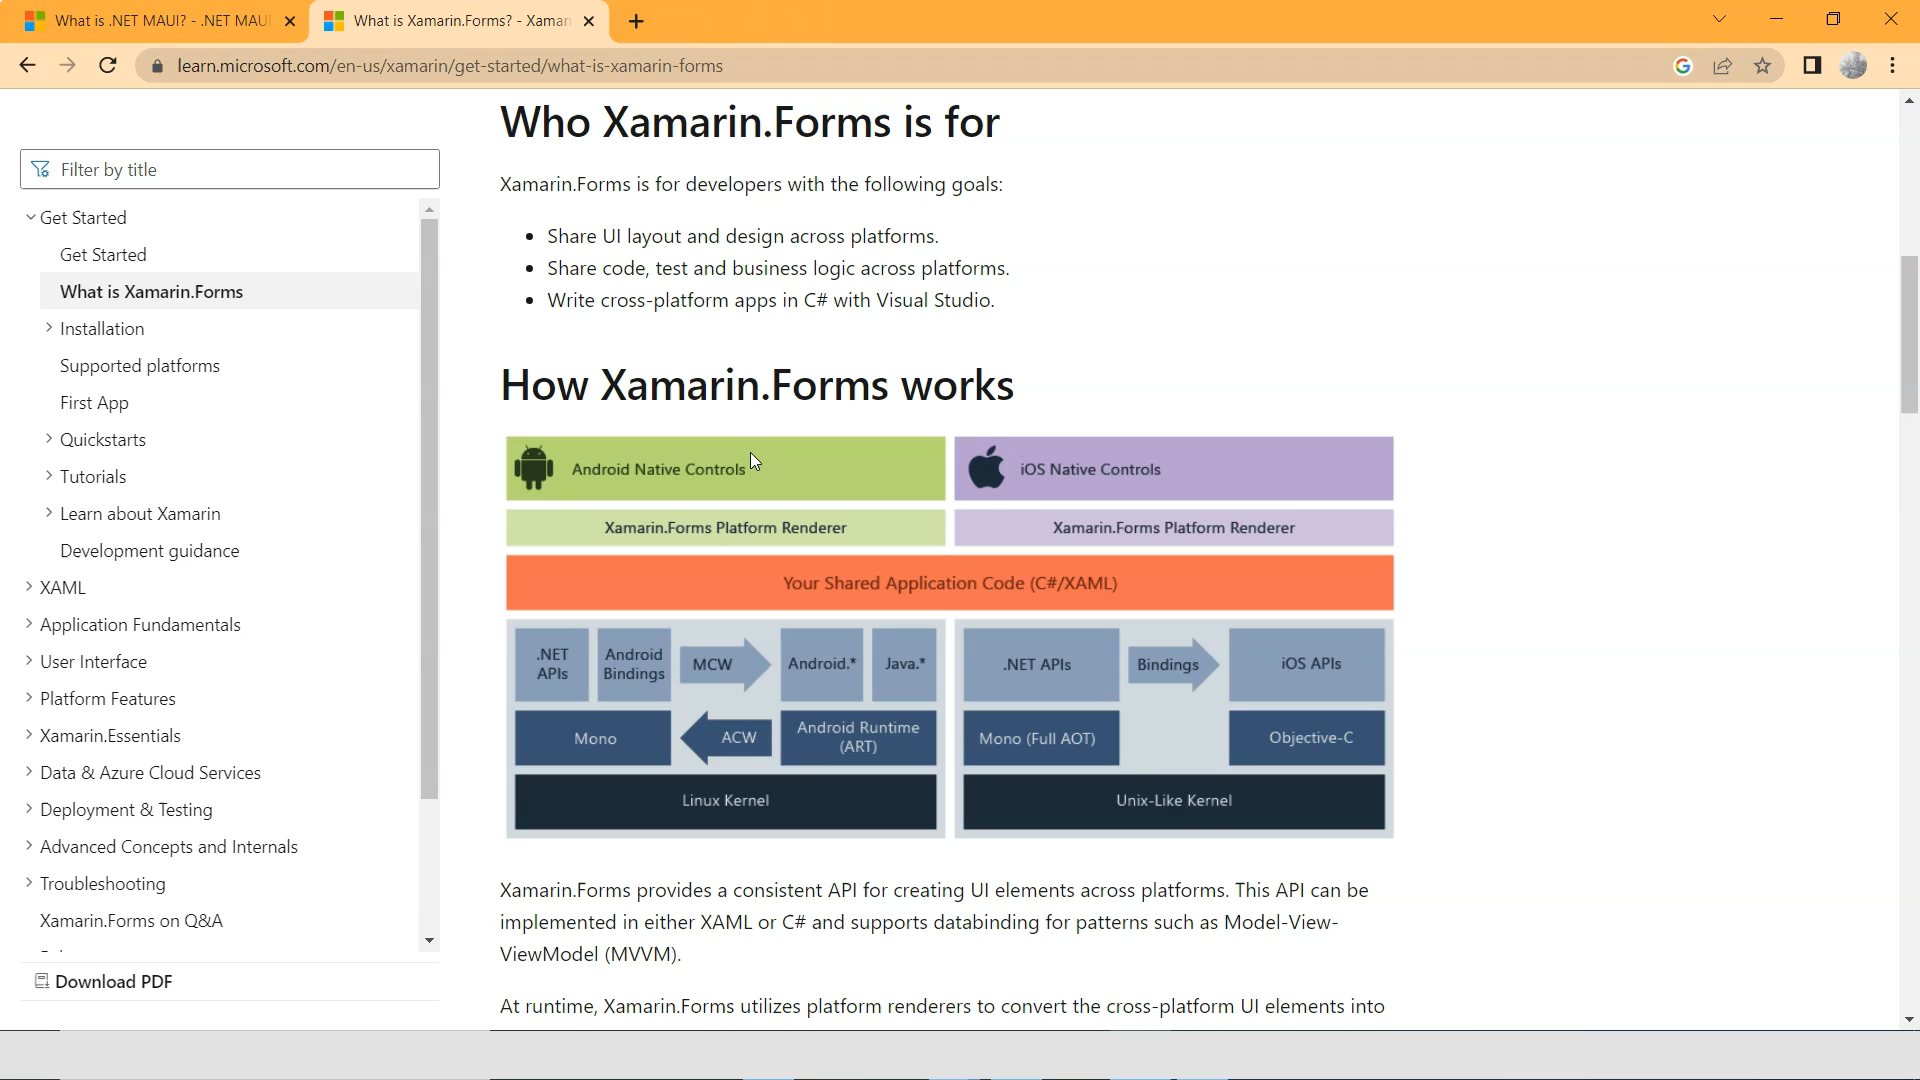 What is .NET MAUI? - .NET MAUI
What is Xamarin.Forms? - Xamari
learn.microsoft.com/en-us/xamarin/get-started/what-is-xamarin-forms
Filter by title
Get Started
Get Started
What is Xamarin.Forms
Installation
Supported platforms
First App
Quickstarts
Tutorials
Learn about Xamarin
Development guidance
XAML
Application Fundamentals
User Interface
Platform Features
Xamarin.Essentials
Data & Azure Cloud Services
Deployment & Testing
Advanced Concepts and Internals
Troubleshooting
Xamarin.Forms on Q&A
Download PDF
Who Xamarin.Forms is for
Xamarin.Forms is for developers with the following goals:
• Share UI layout and design across platforms.
• Share code, test and business logic across platforms.
• Write cross-platform apps in C# with Visual Studio.
How Xamarin.Forms works
Android Native Controls
iOS Native Controls
Xamarin.Forms Platform Renderer
Xamarin.Forms Platform Renderer
Your Shared Application Code (C#/XAML)
.NET
APIs
Android
Bindings
MCW
Android.*
Java.*
.NET APIs
Bindings
iOS APIs
Mono
ACW
Android Runtime
(ART)
Mono (Full AOT)
Objective-C
Linux Kernel
Unix-Like Kernel
Xamarin.Forms provides a consistent API for creating UI elements across platforms. This API can be
implemented in either XAML or C# and supports databinding for patterns such as Model-View-
ViewModel (MVVM).
At runtime, Xamarin.Forms utilizes platform renderers to convert the cross-platform UI elements into